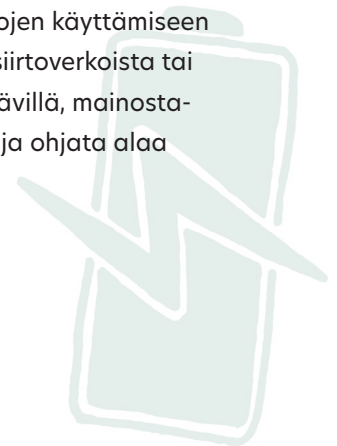 ojen käyttämiseen
siirtoverkoista tai
ävillä, mainosta-
ja ohjata alaa